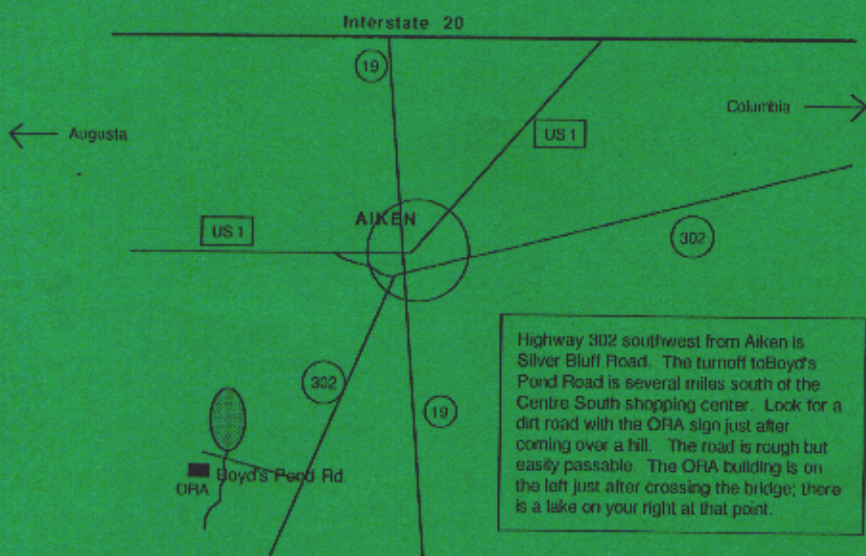 Interstate 20
19
Columbia
Augusta
US 1
AIKEN
US 1
302
302
19
Boyd's Pond Rd.
ORA
Highway 302 southwest from Aiken is
Silver Bluff Road. The turnoff toBoyd's
Pond Road is several miles south of the
Centre South shopping center. Look for a
dirt road with the ORA sign just after
coming over a hill. The road is rough but
easily passable. The ORA building is on
the left just after crossing the bridge; there
is a lake on your right at that point.